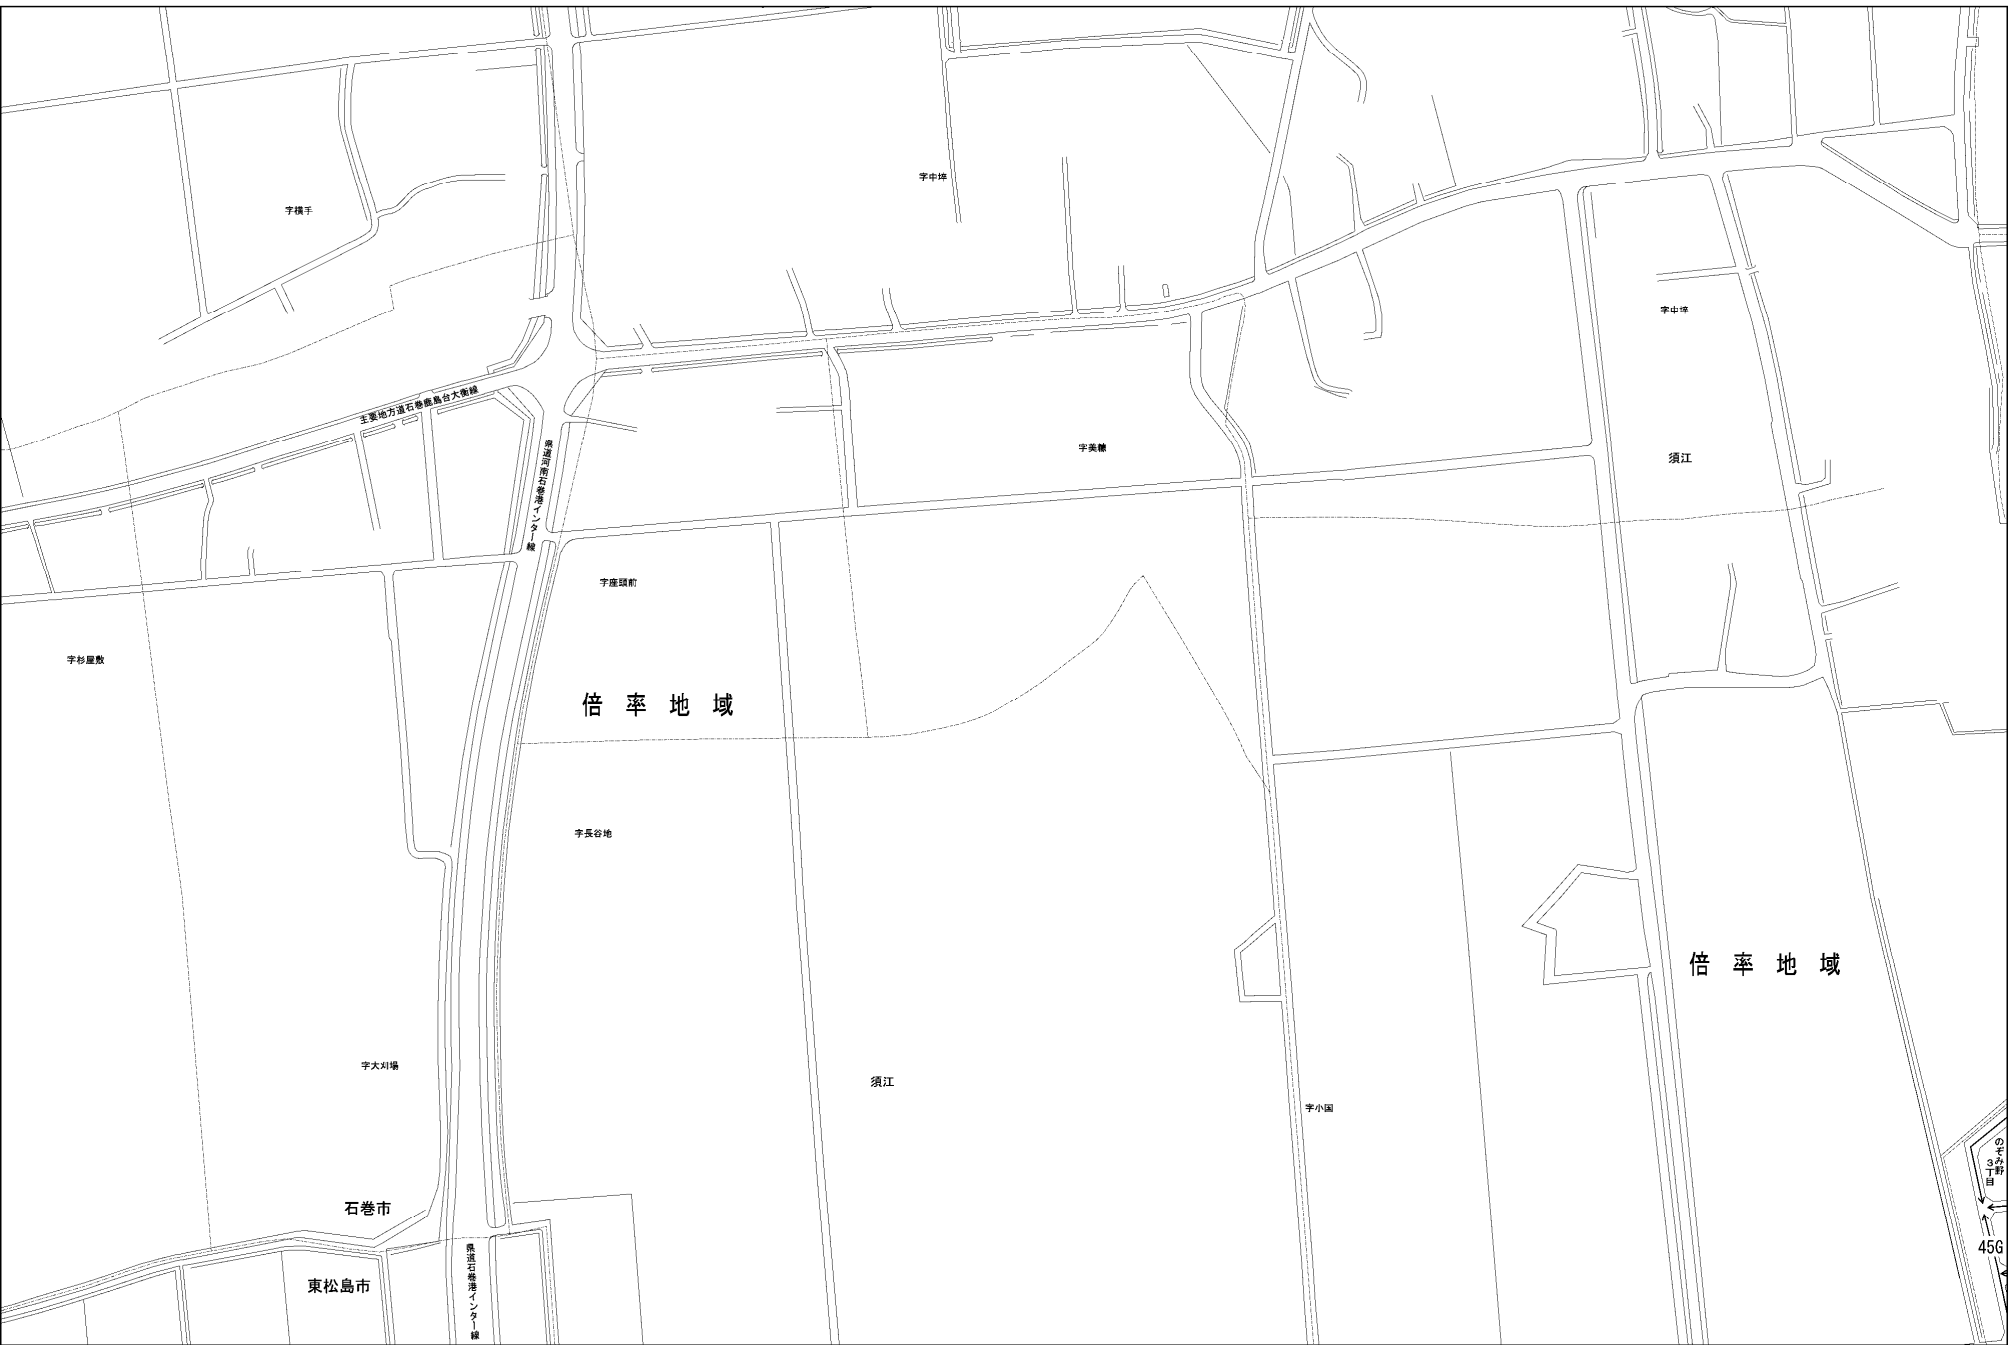 字中埣
字横手
字中埣
主要地方道石巻鹿島台大衡線
県道河南石巻港インター線
字美糠
須江
字座頭前
字杉屋敷
倍率地域
字長谷地
倍率地域
字大刈場
須江
字小国
のぞみ野
3丁目
石巻市
45G
県道石巻港インター線
東松島市